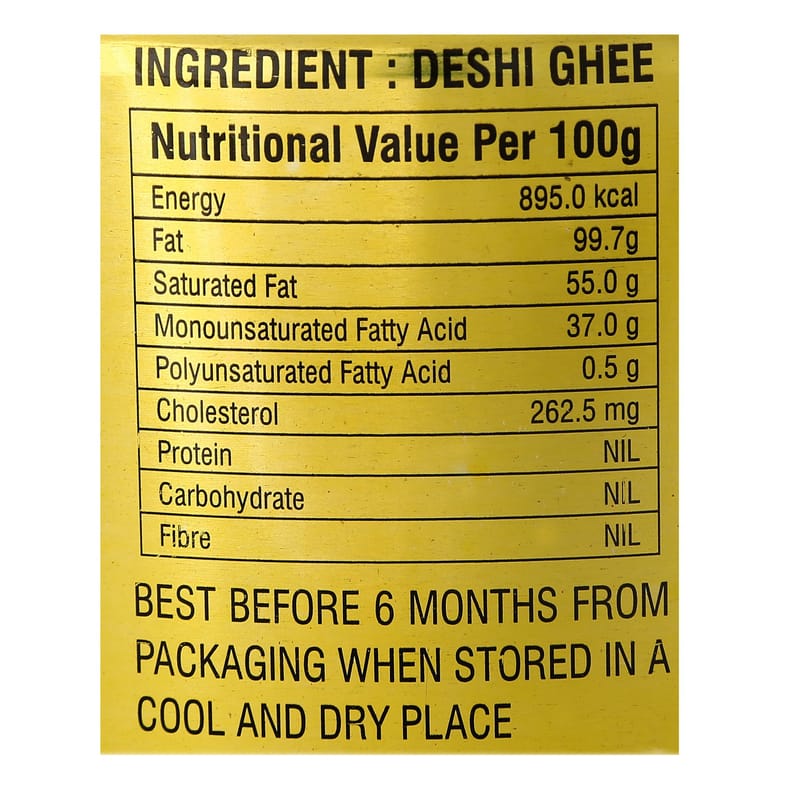 INGREDIENT : DESHI GHEE
Nutritional Value Per 100g
Energy 895.0 kcal
Fat 99.7g
Saturated Fat 55.0 g
Monounsaturated Fatty Acid 37.0 g
Polyunsaturated Fatty Acid 0.5 g
Cholesterol 262.5 mg
Protein NIL
Carbohydrate NIL
Fibre NIL
BEST BEFORE 6 MONTHS FROM
PACKAGING WHEN STORED IN A
COOL AND DRY PLACE